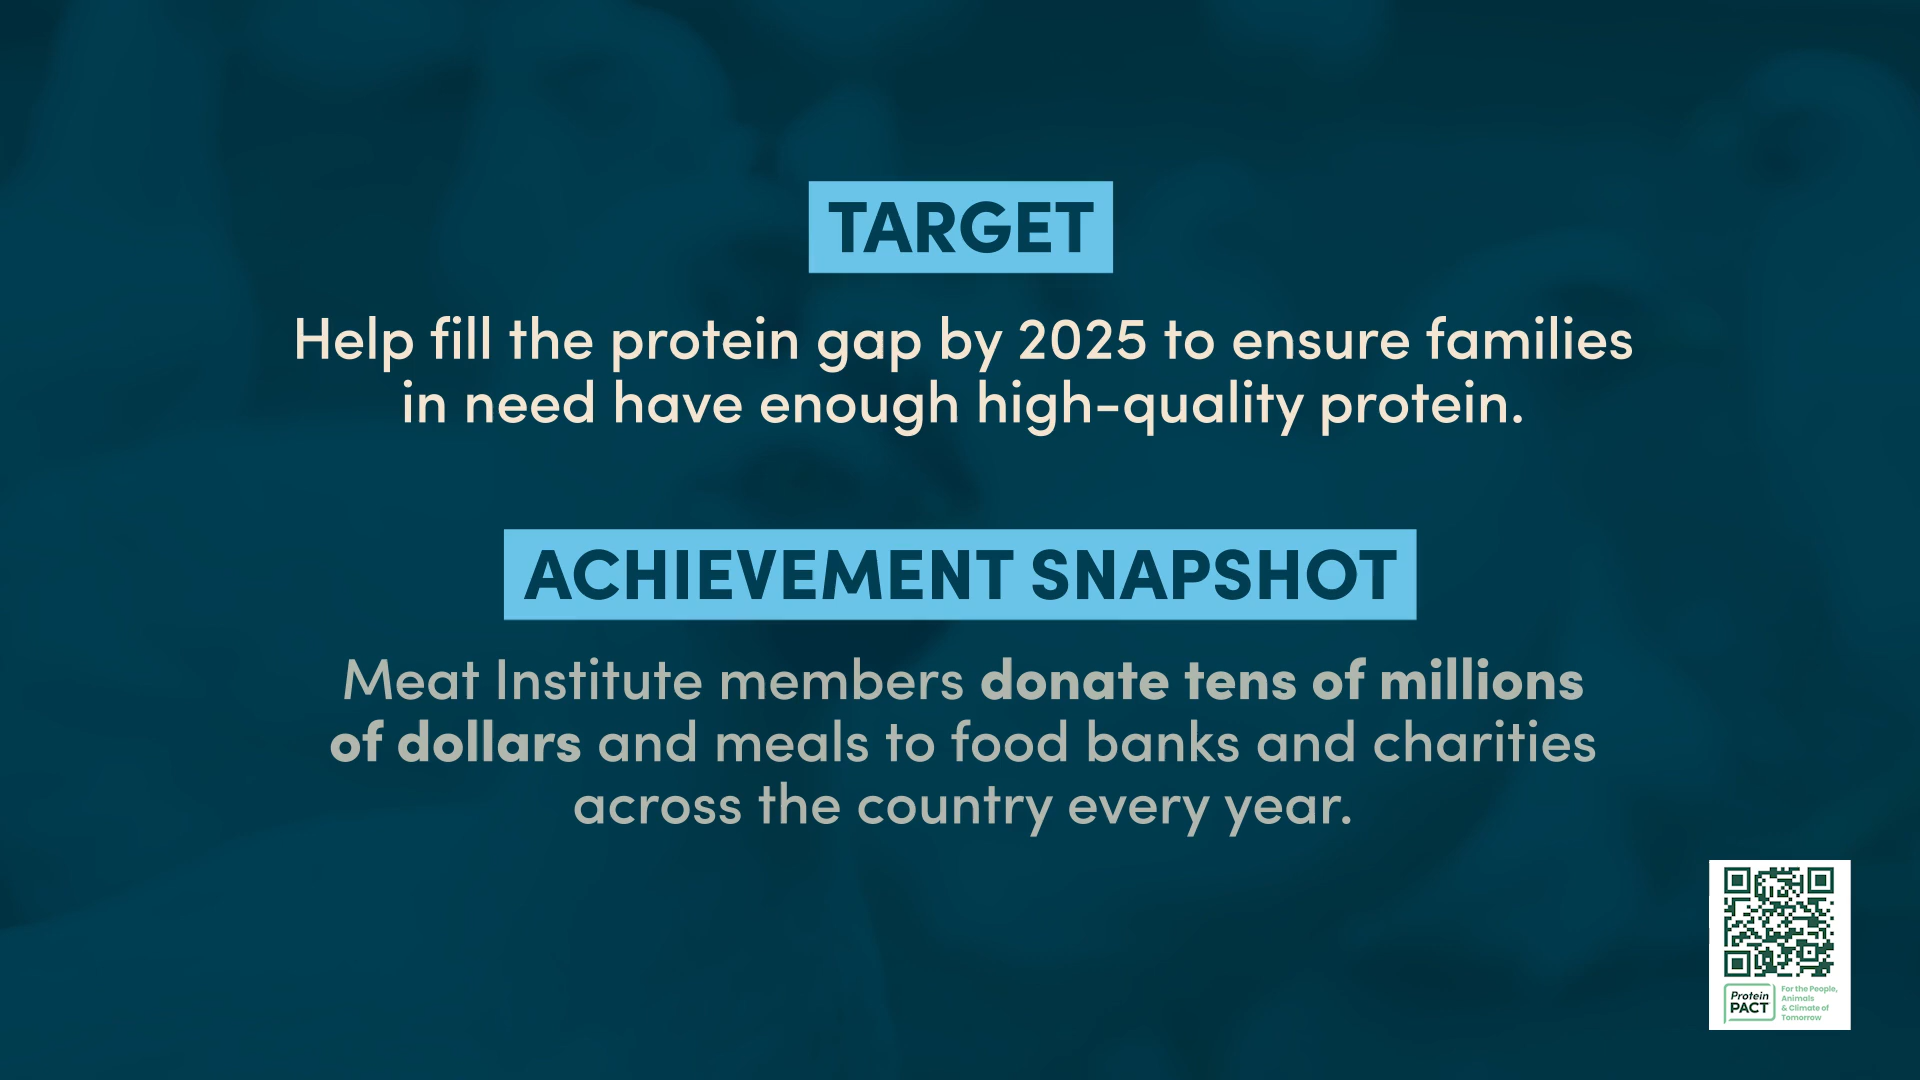 TARGET
Help fill the protein gap by 2025 to ensure families
in need have enough high-quality protein.
ACHIEVEMENT SNAPSHOT
Meat Institute members donate tens of millions
of dollars and meals to food banks and charities
across the country every year.
Protein
PACT
For the People,
Animals
& Climate of
Tomorrow